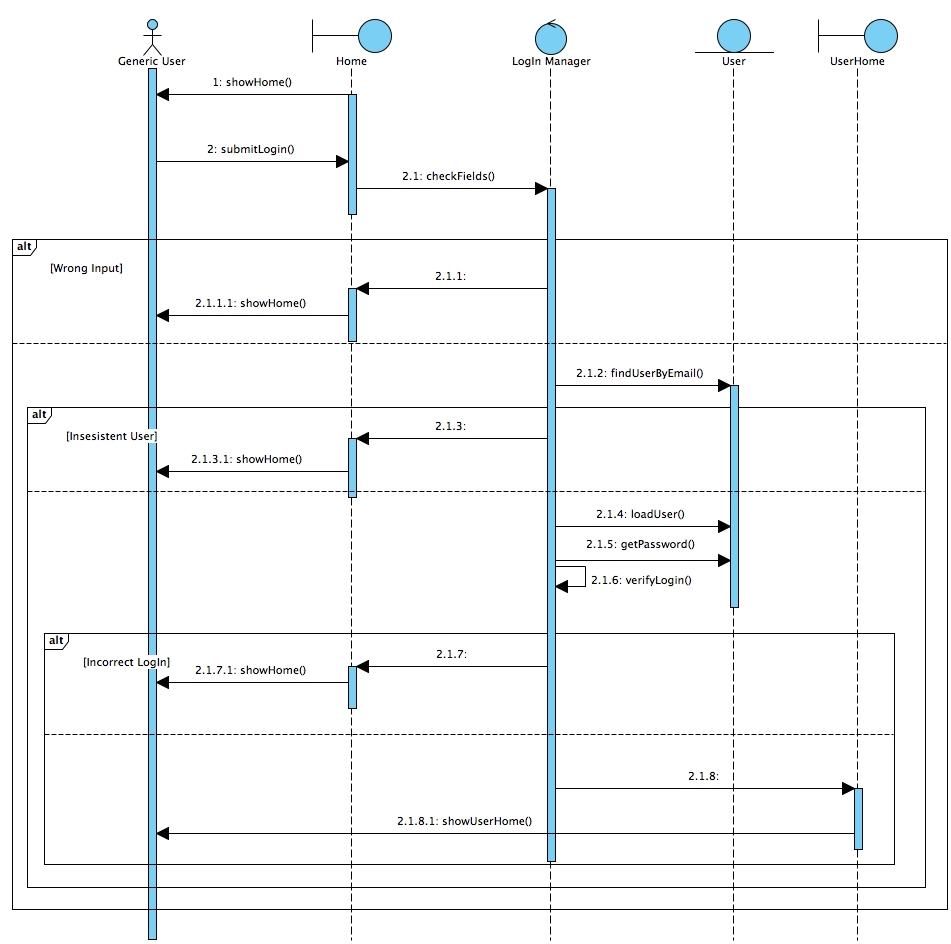 Generic User
Home
LogIn Manager
User
UserHome
1: showHome()
2: submitLogin()
2.1: checkFields()
alt
[Wrong Input]
2.1.1:
2.1.1.1: showHome()
2.1.2: findUserByEmail()
alt
[Insesistent User]
2.1.3:
2.1.3.1: showHome()
2.1.4: loadUser()
2.1.5: getPassword()
2.1.6: verifyLogin()
alt
[Incorrect LogIn]
2.1.7:
2.1.7.1: showHome()
2.1.8:
2.1.8.1: showUserHome()